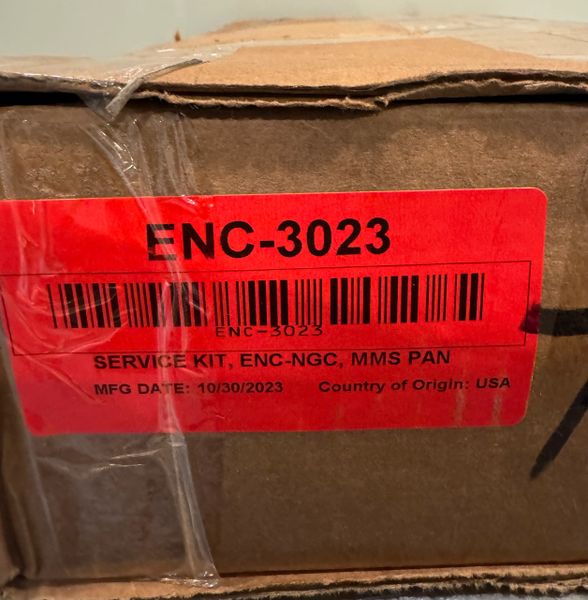 ENC-3023
ENC-3023
SERVICE KIT, ENC-NGC, MMS PAN
MFG DATE: 10/30/2023 Country of Origin: USA